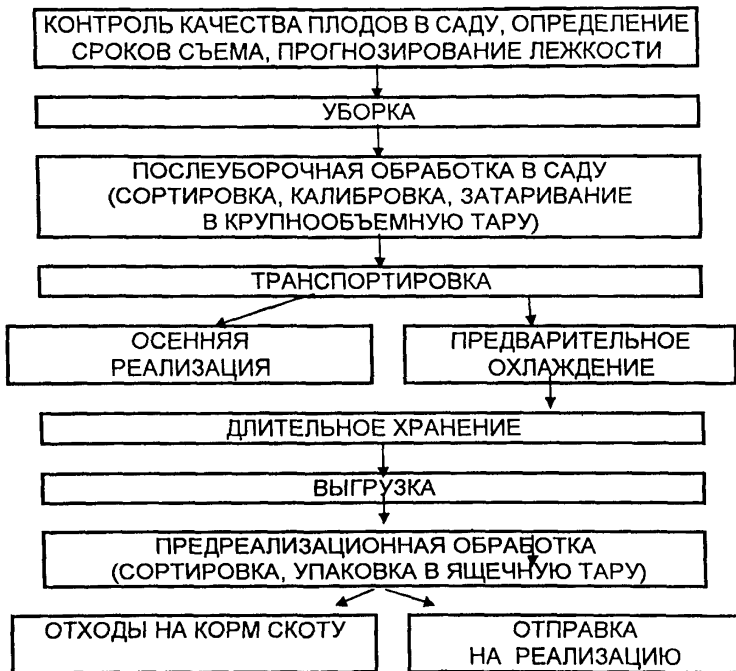 КОНТРОЛЬ КАЧЕСТВА ПЛОДОВ В САДУ, ОПРЕДЕЛЕНИЕ
СРОКОВ СЪЕМА, ПРОГНОЗИРОВАНИЕ ЛЕЖКОСТИ
УБОРКА
ПОСЛЕУБОРОЧНАЯ ОБРАБОТКА В САДУ
(СОРТИРОВКА, КАЛИБРОВКА, ЗАТАРИВАНИЕ
В КРУПНООБЪЕМНУЮ ТАРУ)
ТРАНСПОРТИРОВКА
ОСЕННЯЯ
РЕАЛИЗАЦИЯ
ПРЕДВАРИТЕЛЬНОЕ
ОХЛАЖДЕНИЕ
ДЛИТЕЛЬНОЕ ХРАНЕНИЕ
ВЫГРУЗКА
ПРЕДРЕАЛИЗАЦИОННАЯ ОБРАБОТКА
(СОРТИРОВКА, УПАКОВКА В ЯЩЕЧНУЮ ТАРУ)
ОТХОДЫ НА КОРМ СКОТУ
ОТПРАВКА
НА РЕАЛИЗАЦИЮ